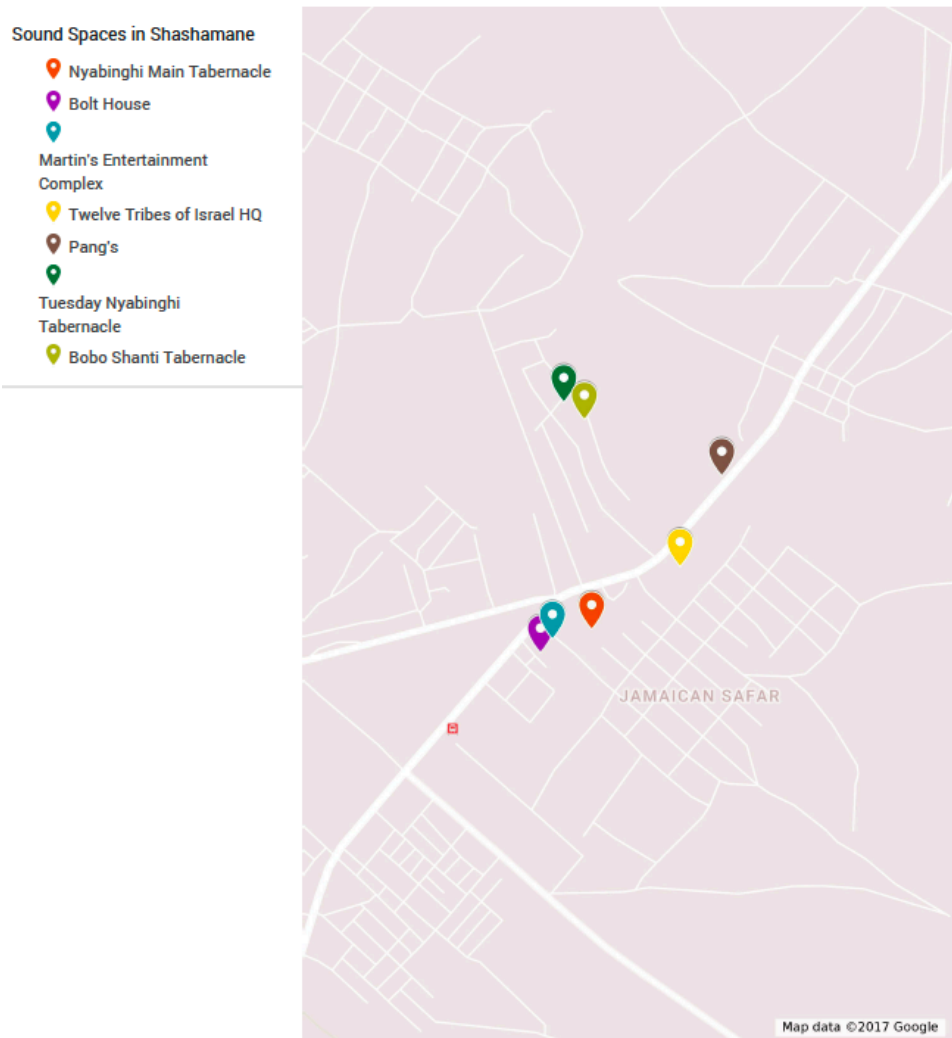 Sound Spaces in Shashamane
Nyabinghi Main Tabernacle
Bolt House
Martin's Entertainment
Complex
Twelve Tribes of Israel HQ
Pang's
Tuesday Nyabinghi
Tabernacle
Bobo Shanti Tabernacle
JAMAICAN SAFAR
Map data ©2017 Google